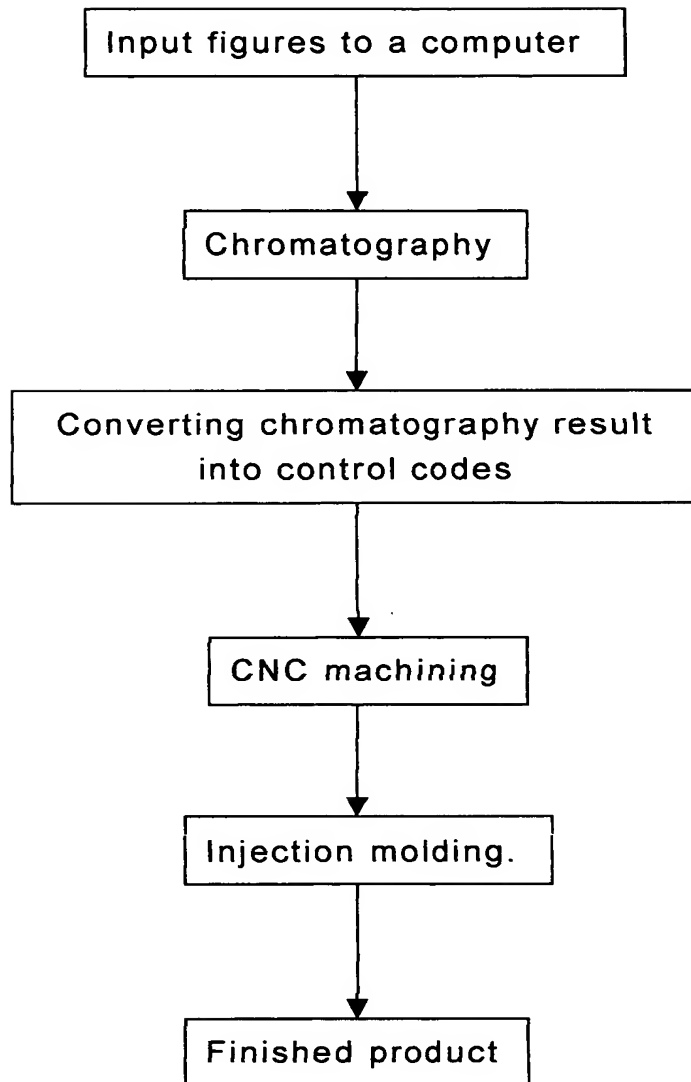 Input figures to a computer
Chromatography
Converting chromatography result
into control codes
CNC machining
Injection molding.
Finished product